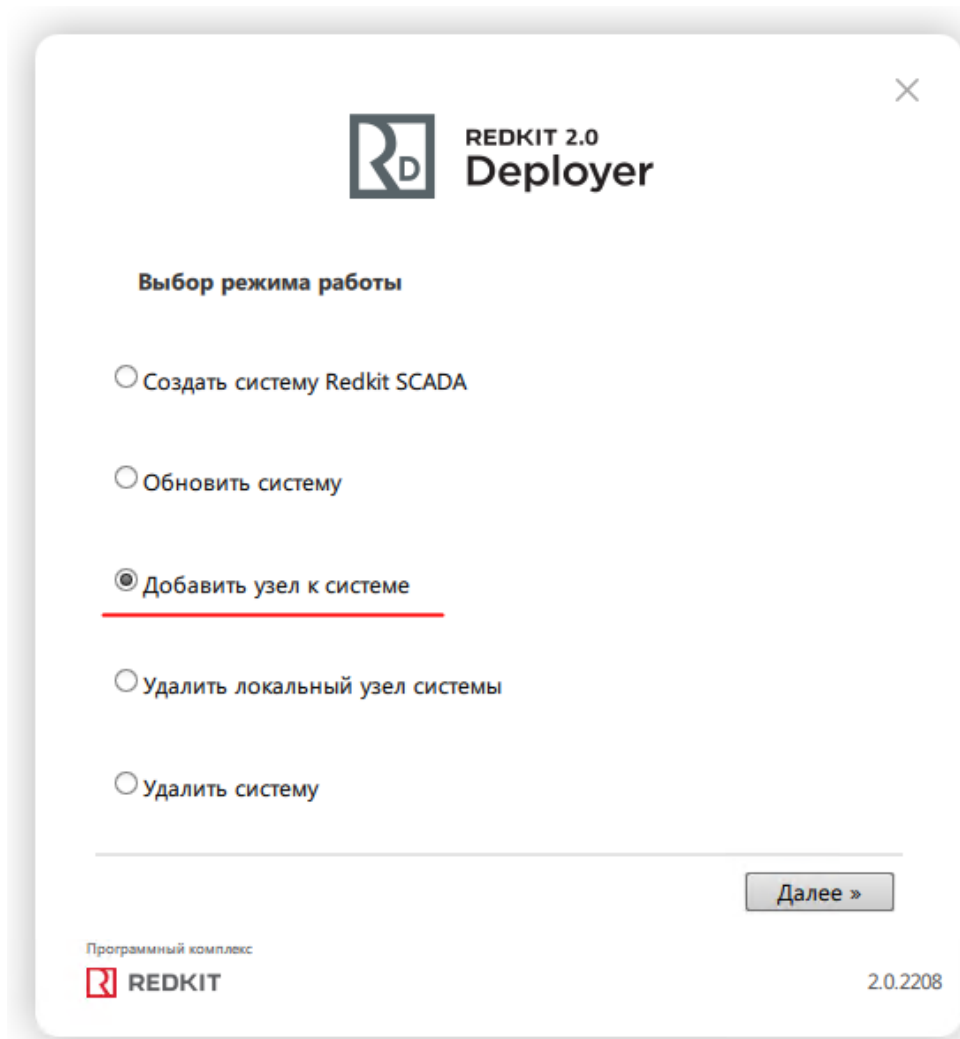 REDKIT 2.0
Deployer
Выбор режима работы
Создать систему Redkit SCADA
Обновить систему
Добавить узел к системе
Удалить локальный узел системы
Удалить систему
Далее »
Программный комплекс
REDKIT
2.0.2208